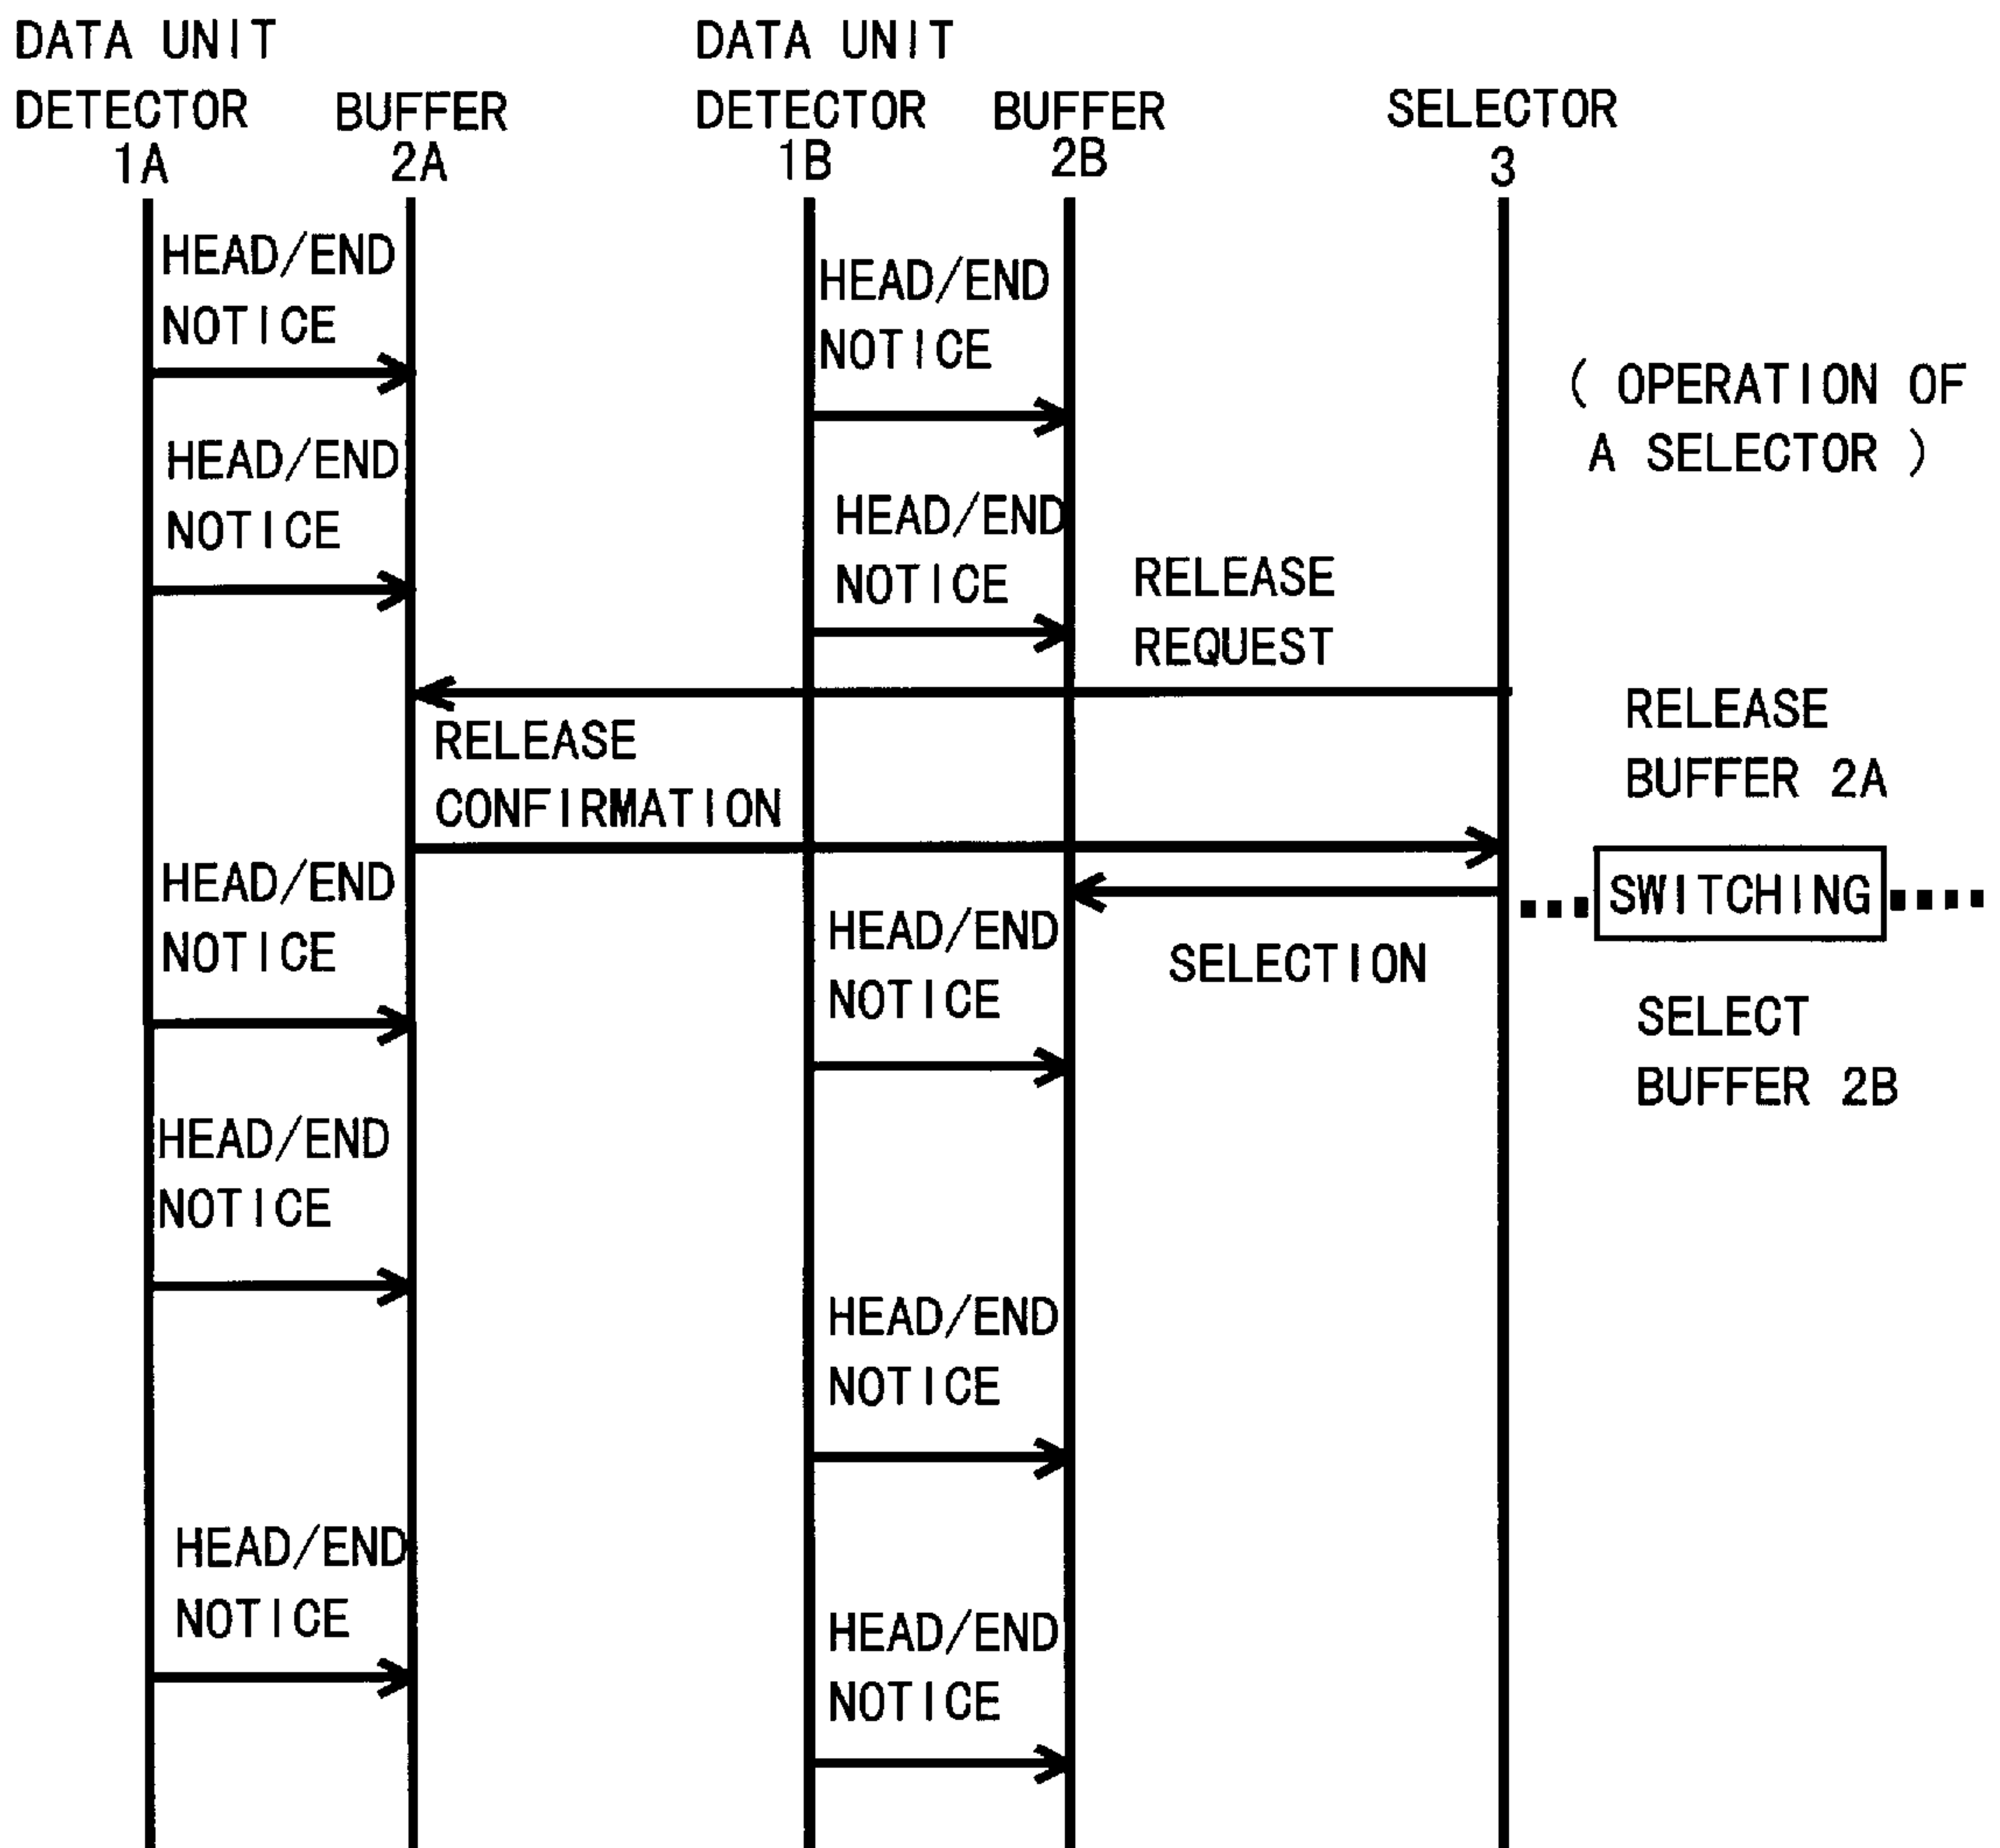 DATA UNIT
DETECTOR
1A
BUFFER
2A
DATA UNIT
DETECTOR
1B
BUFFER
2B
SELECTOR
3
HEAD/END
NOTICE
HEAD/END
NOTICE
( OPERATION OF
A SELECTOR )
HEAD/END
NOTICE
HEAD/END
NOTICE
RELEASE
REQUEST
RELEASE
CONFIRMATION
RELEASE
BUFFER 2A
HEAD/END
NOTICE
HEAD/END
NOTICE
SELECTION
SWITCHING
SELECT
BUFFER 2B
HEAD/END
NOTICE
HEAD/END
NOTICE
HEAD/END
NOTICE
HEAD/END
NOTICE